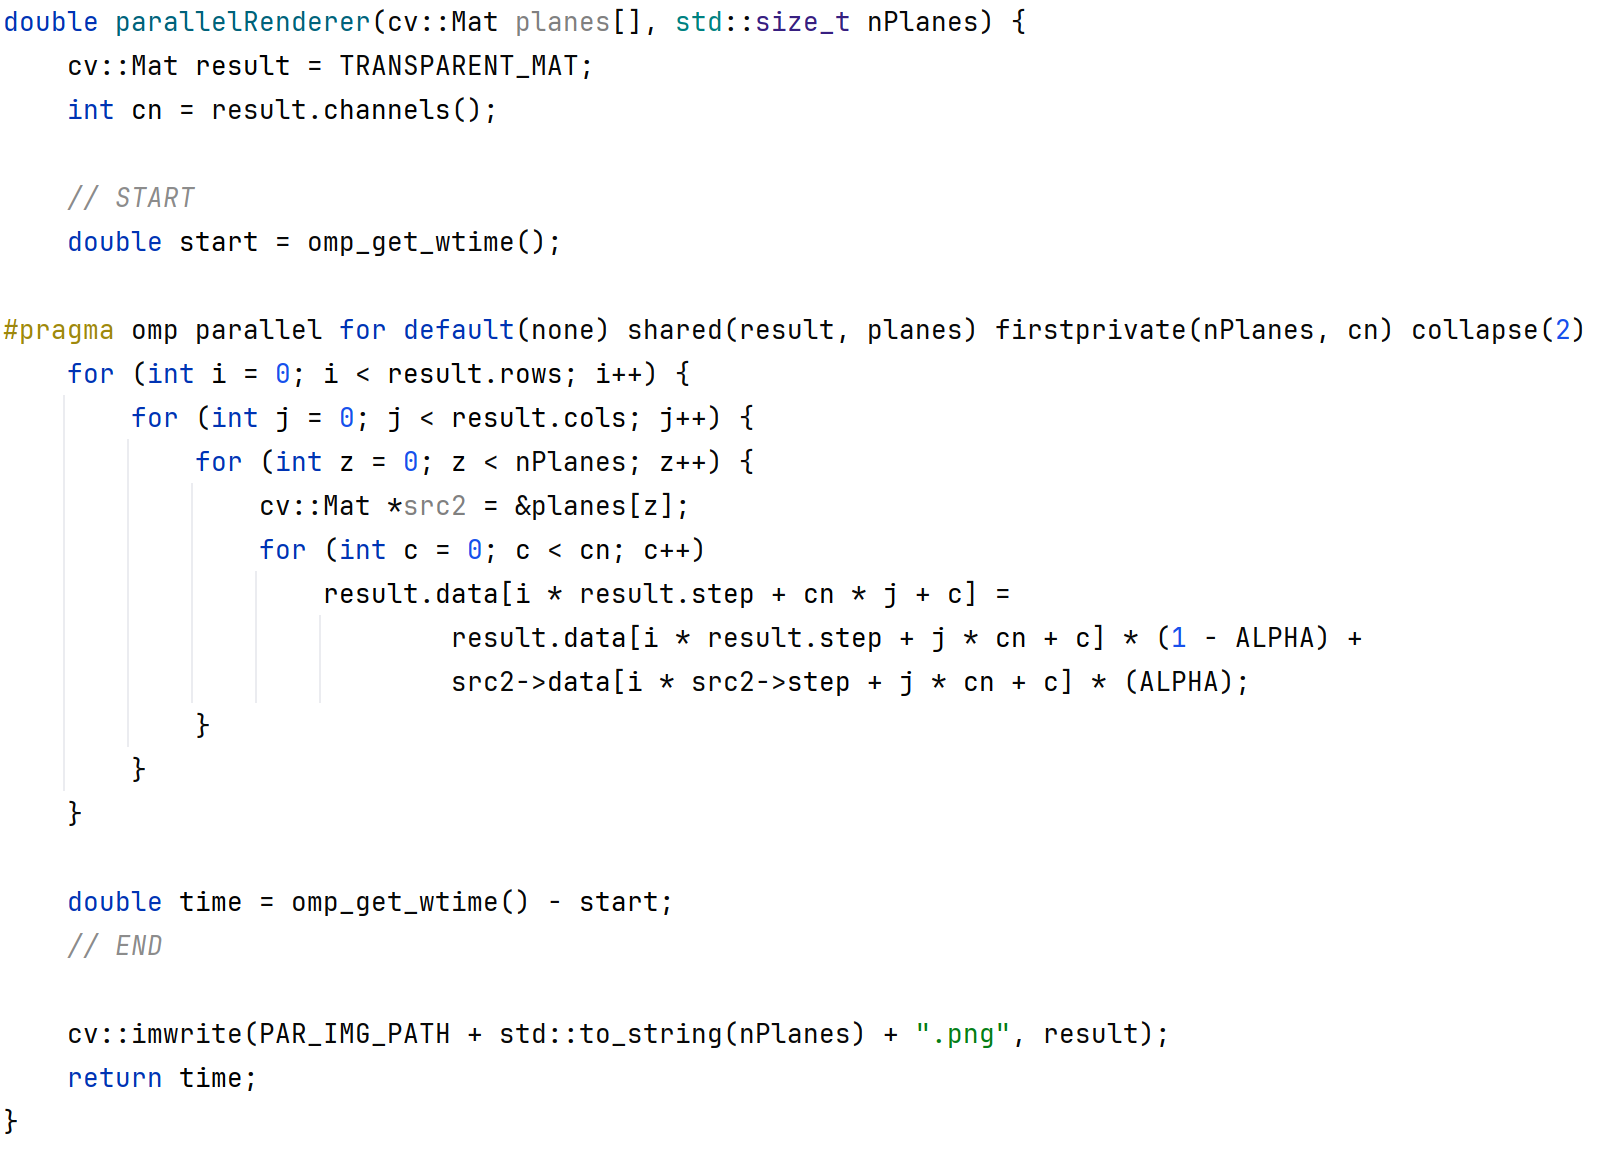 double parallelRenderer(cv::Mat planes[], std::size_t nPlanes) {
    cv::Mat result = TRANSPARENT_MAT;
    int cn = result.channels();

    // START
    double start = omp_get_wtime();

#pragma omp parallel for default(none) shared(result, planes) firstprivate(nPlanes, cn) collapse(2)
    for (int i = 0; i < result.rows; i++) {
        for (int j = 0; j < result.cols; j++) {
            for (int z = 0; z < nPlanes; z++) {
                cv::Mat *src2 = &planes[z];
                for (int c = 0; c < cn; c++)
                    result.data[i * result.step + cn * j + c] =
                            result.data[i * result.step + j * cn + c] * (1 - ALPHA) +
                            src2->data[i * src2->step + j * cn + c] * (ALPHA);
            }
        }
    }

    double time = omp_get_wtime() - start;
    // END

    cv::imwrite(PAR_IMG_PATH + std::to_string(nPlanes) + ".png", result);
    return time;
}